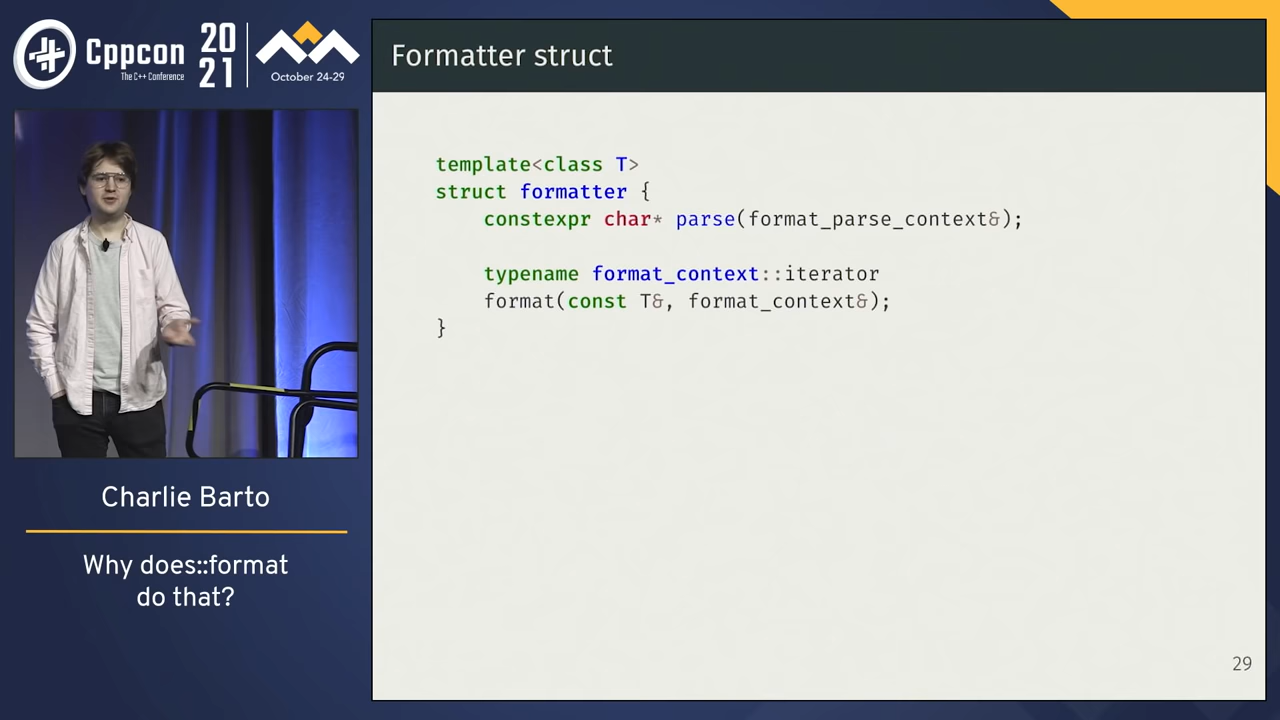 Cppcon
The C++ Conference
20
21
October 24-29
Formatter struct
template<class T>
struct formatter {
    constexpr char* parse(format_parse_context&);
    typename format_context::iterator
    format(const T&, format_context&);
}
Charlie Barto
Why does::format
do that?
29